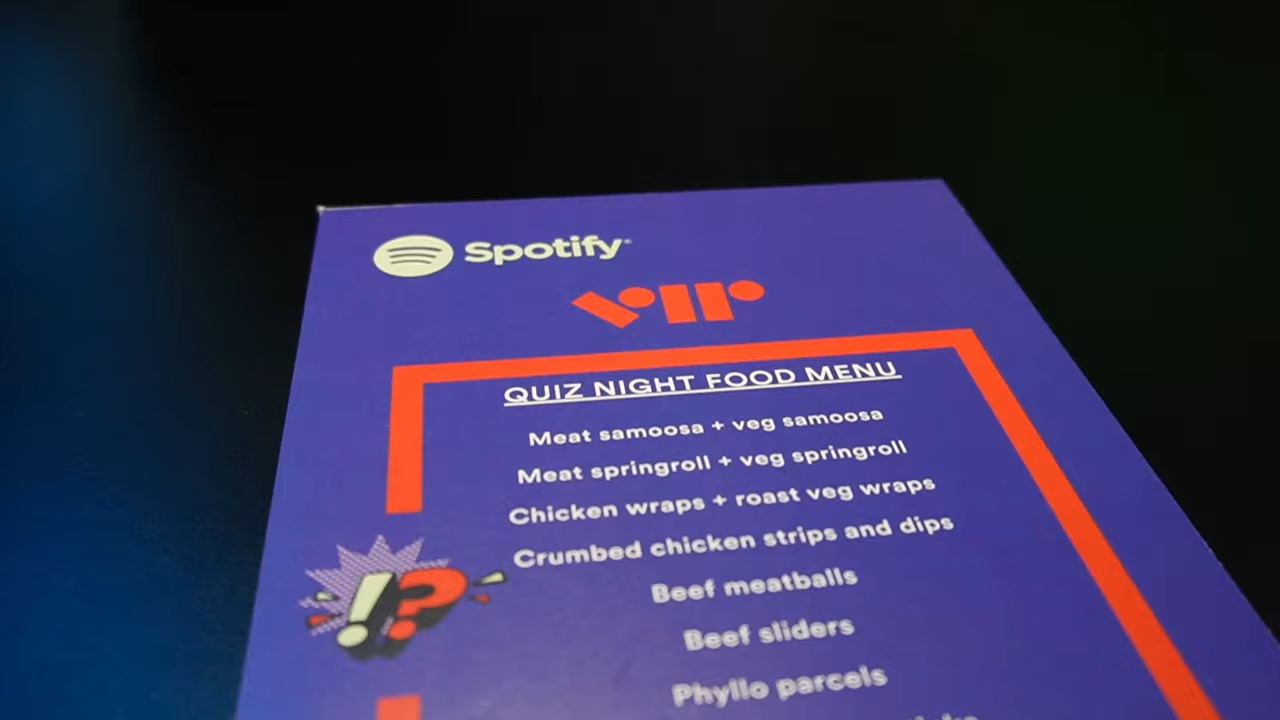 Spotify
VIP
QUIZ NIGHT FOOD MENU
Meat samoosa + veg samoosa
Meat springroll + veg springroll
Chicken wraps + roast veg wraps
Crumbed chicken strips and dips
Beef meatballs
Beef sliders
Phyllo parcels
!?